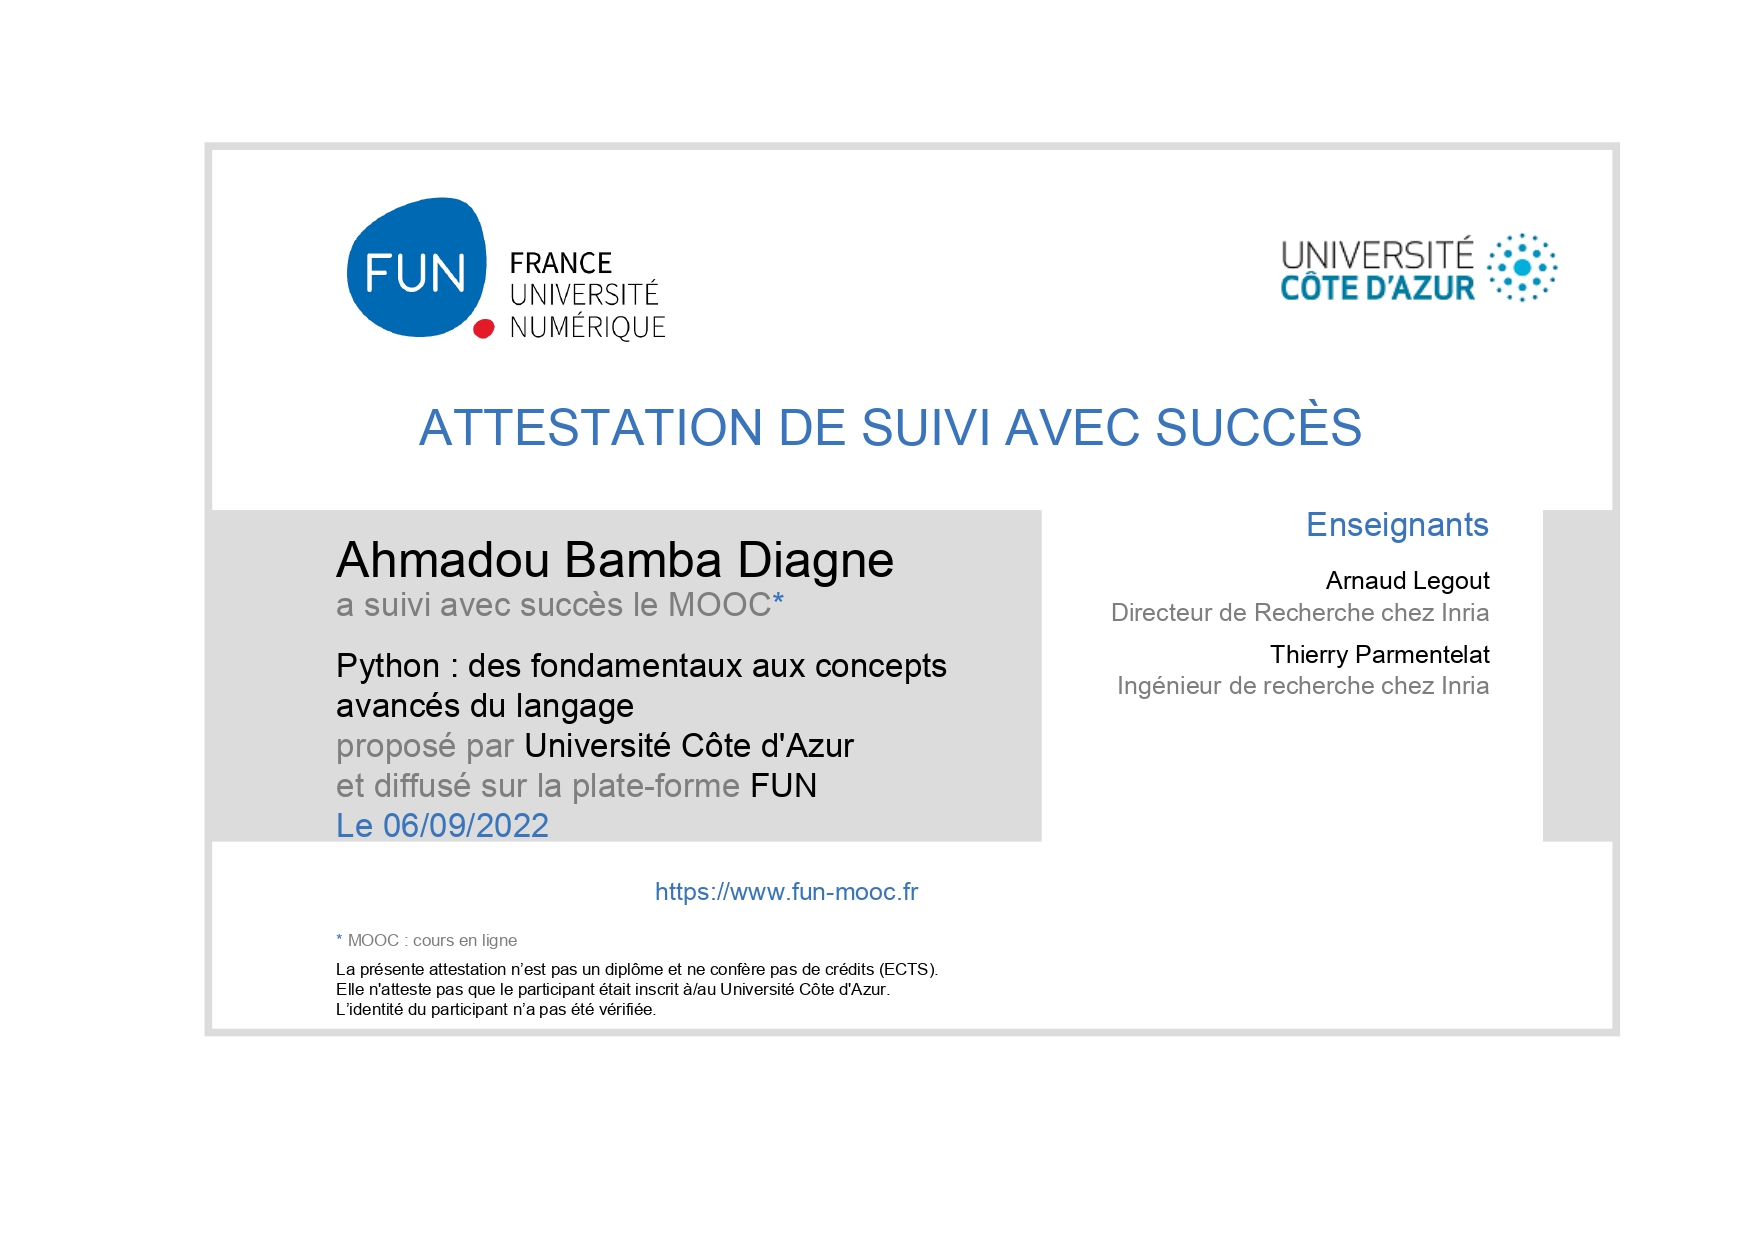 FUN
FRANCE
UNIVERSITÉ
NUMÉRIQUE
UNIVERSITÉ
CÔTE D'AZUR
ATTESTATION DE SUIVI AVEC SUCCÈS
Ahmadou Bamba Diagne
a suivi avec succès le MOOC*
Python : des fondamentaux aux concepts
avancés du langage
proposé par Université Côte d'Azur
et diffusé sur la plate-forme FUN
Le 06/09/2022
Enseignants
Arnaud Legout
Directeur de Recherche chez Inria
Thierry Parmentelat
Ingénieur de recherche chez Inria
https://www.fun-mooc.fr
* MOOC : cours en ligne
La présente attestation n’est pas un diplôme et ne confère pas de crédits (ECTS).
Elle n'atteste pas que le participant était inscrit à/au Université Côte d'Azur.
L’identité du participant n’a pas été vérifiée.